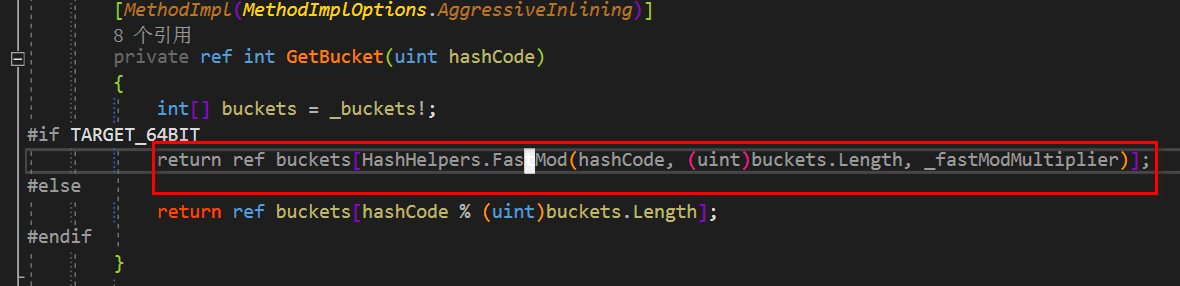 [MethodImpl(MethodImplOptions.AggressiveInlining)]
8 个引用
private ref int GetBucket(uint hashCode)
{
int[] buckets = _buckets!;
#if TARGET_64BIT
return ref buckets[HashHelpers.FastMod(hashCode, (uint)buckets.Length, _fastModMultiplier)];
#else
return ref buckets[hashCode % (uint)buckets.Length];
#endif
}